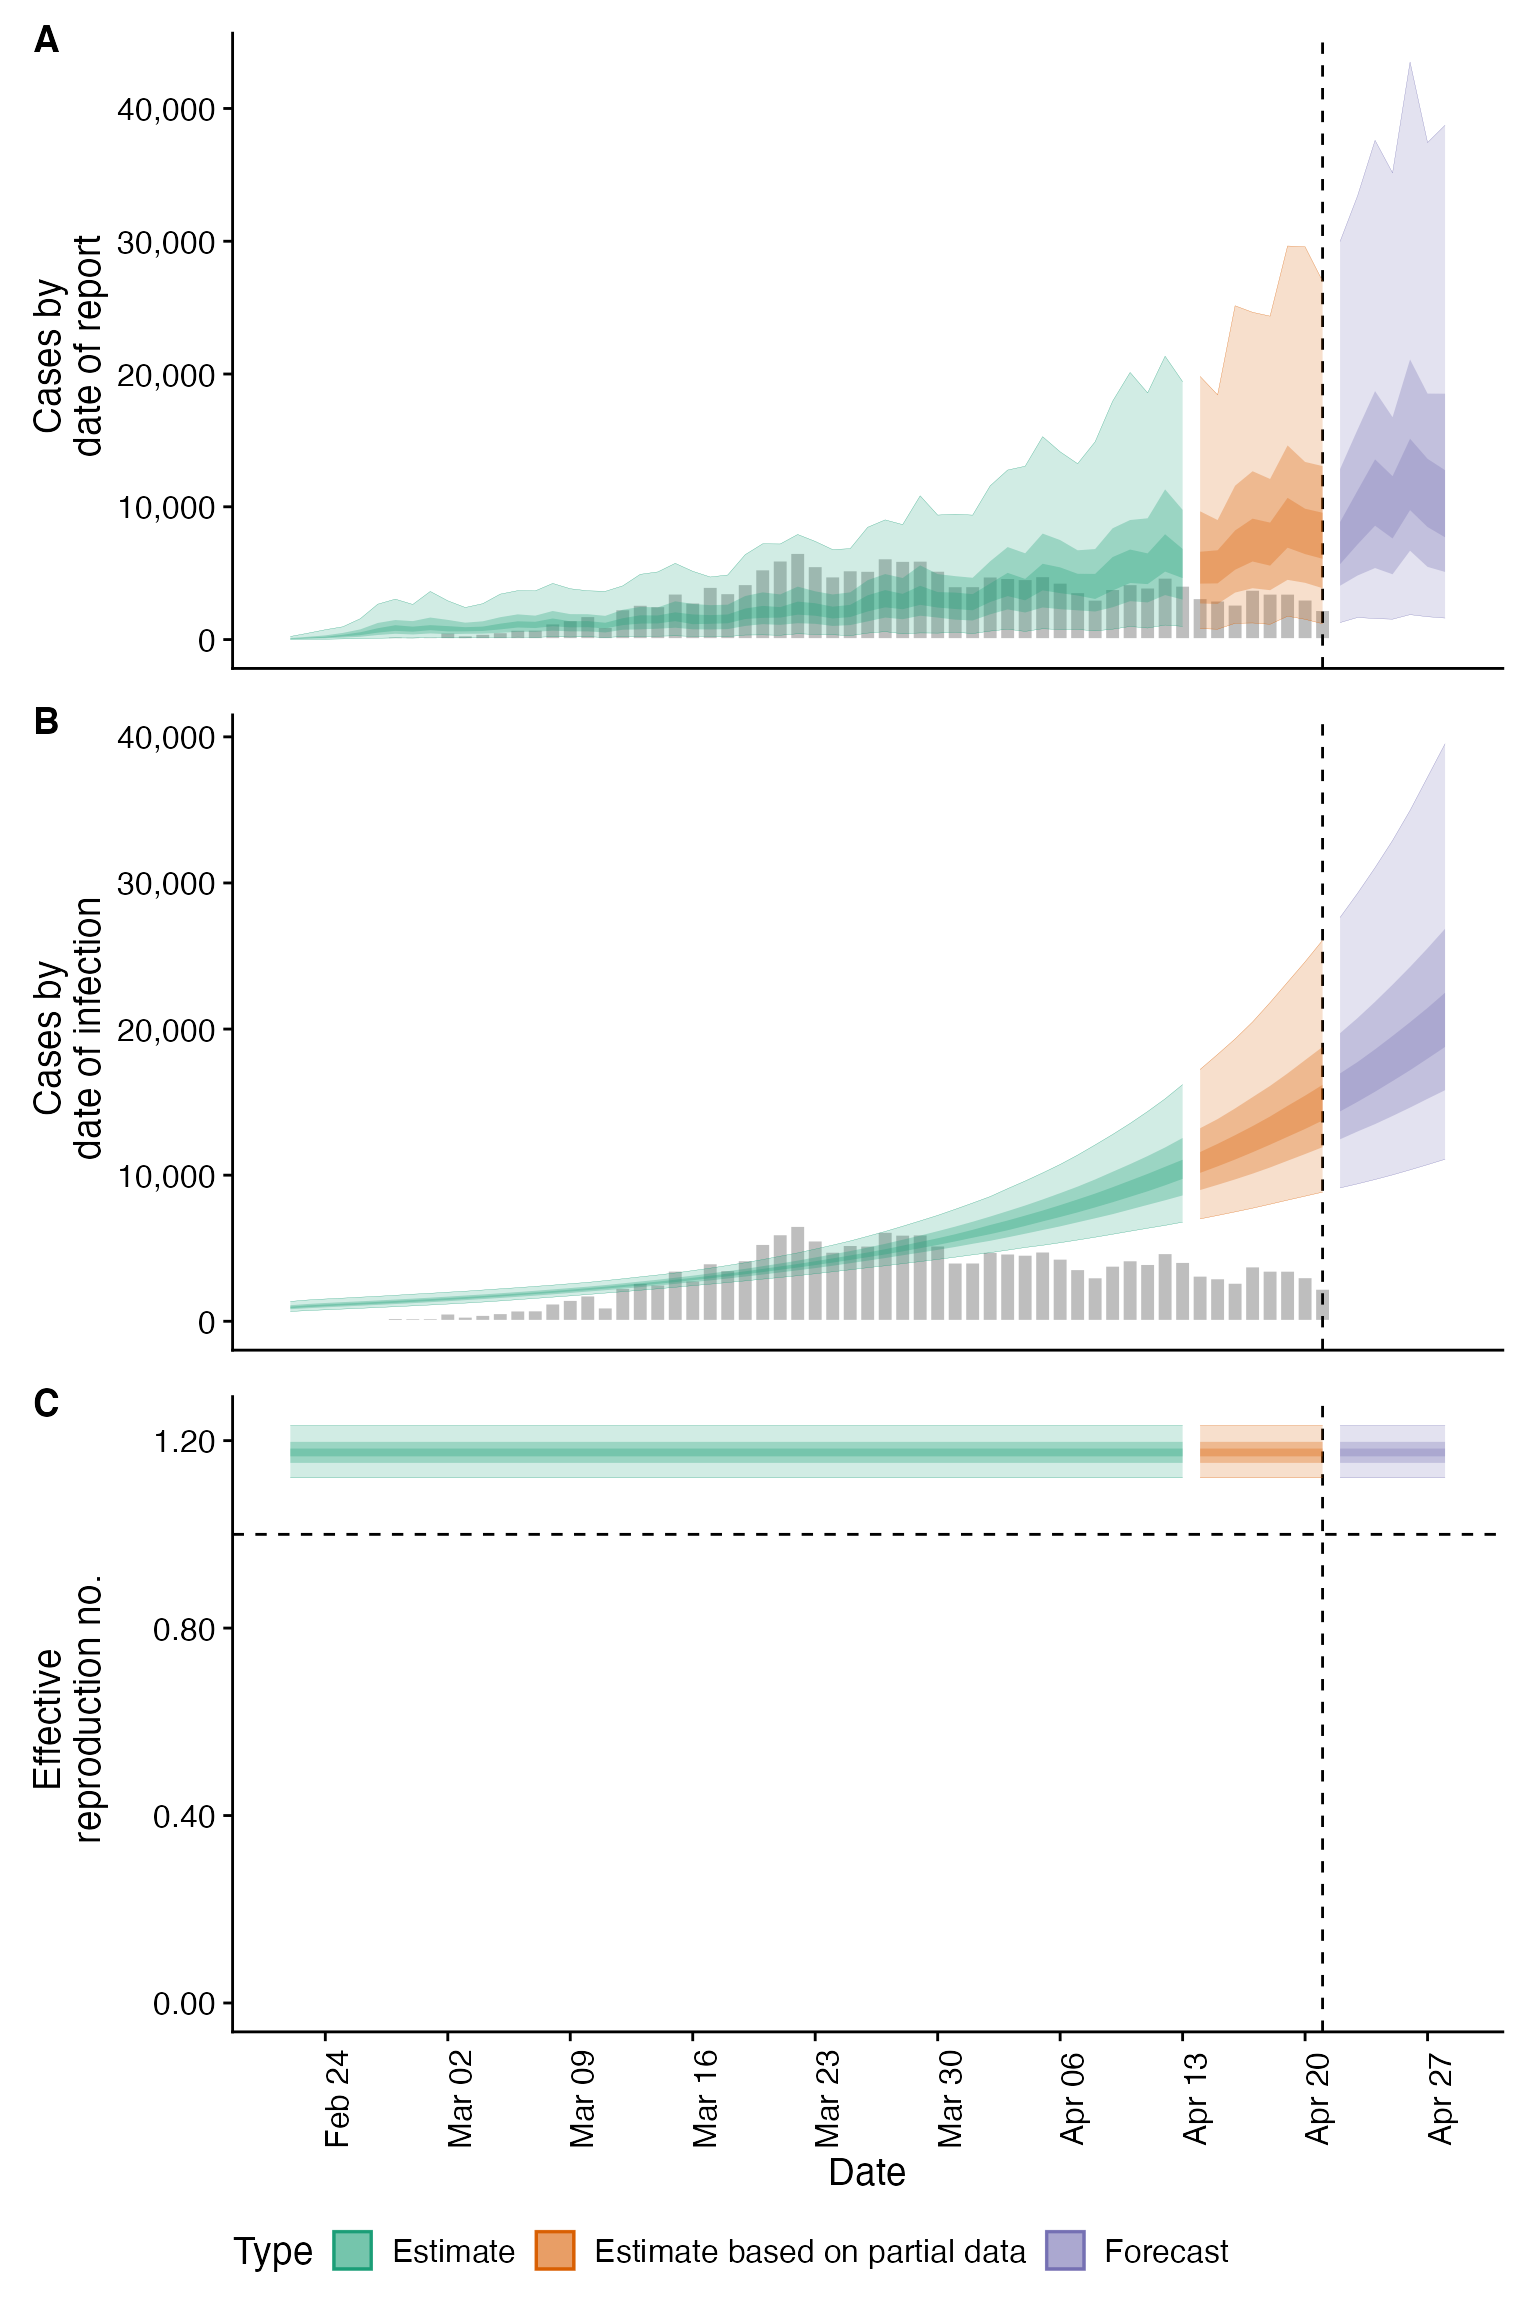 A
40,000
30,000
20,000
10,000
0
Cases by
date of report
B
40,000
30,000
20,000
10,000
0
Cases by
date of infection
C
1.20
0.80
0.40
0.00
Effective
reproduction no.
Feb 24
Mar 02
Mar 09
Mar 16
Mar 23
Mar 30
Apr 06
Apr 13
Apr 20
Apr 27
Date
Type Estimate Estimate based on partial data Forecast